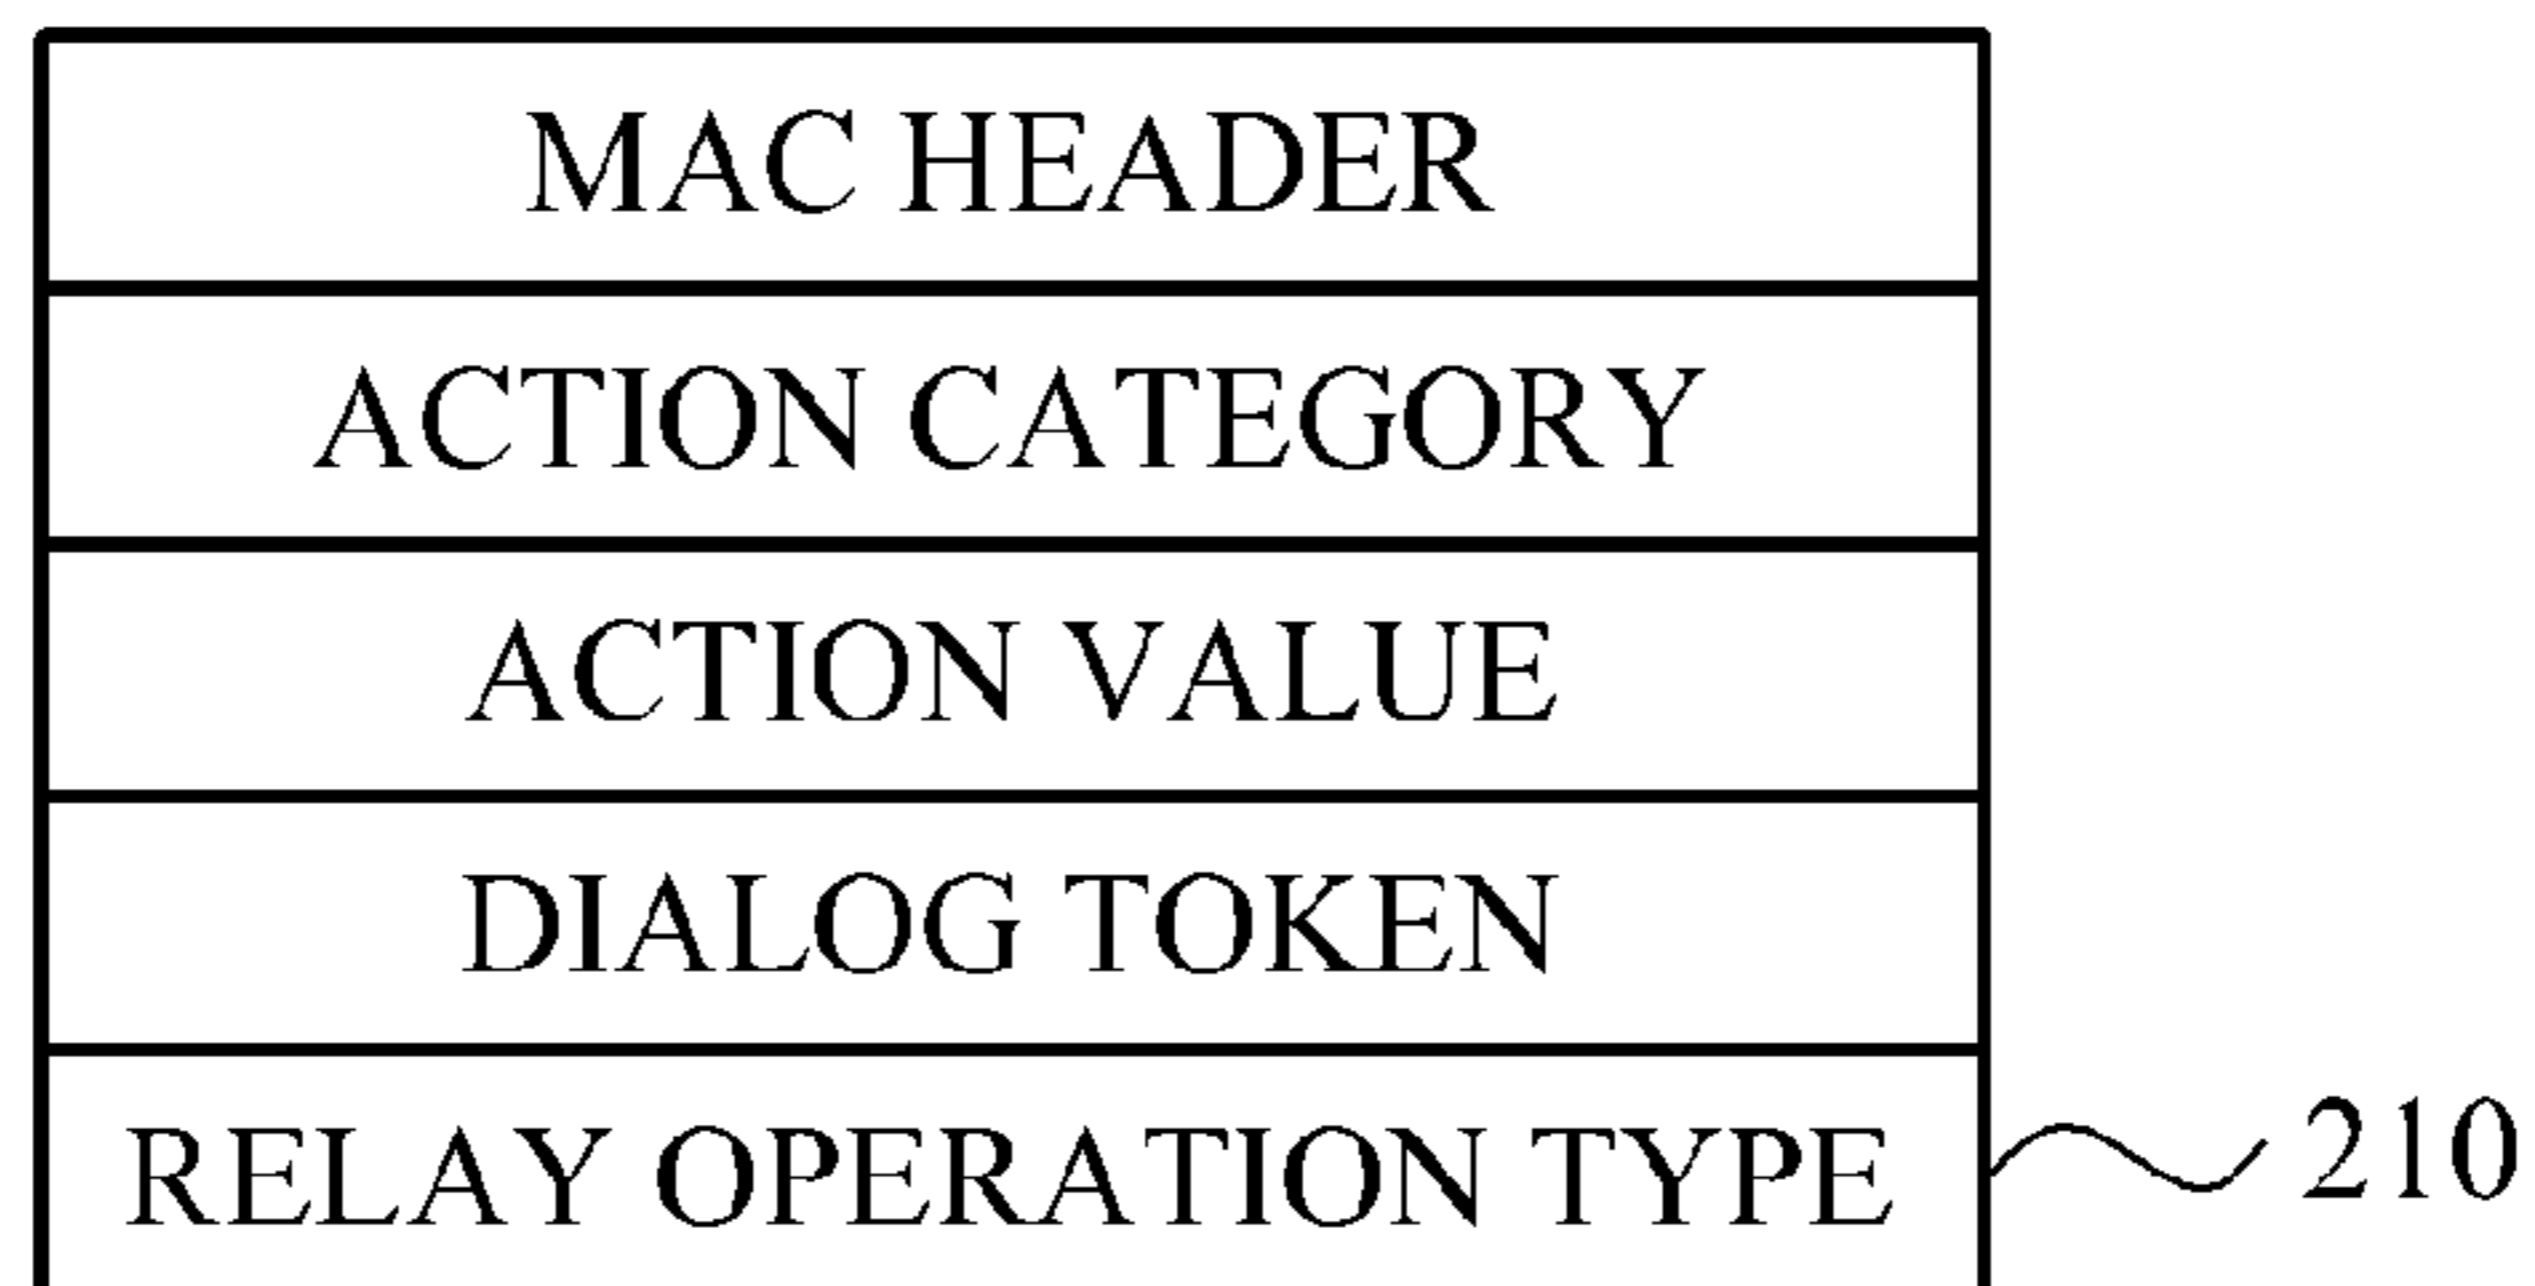 MAC HEADER
ACTION CATEGORY
ACTION VALUE
DIALOG TOKEN
RELAY OPERATION TYPE 210